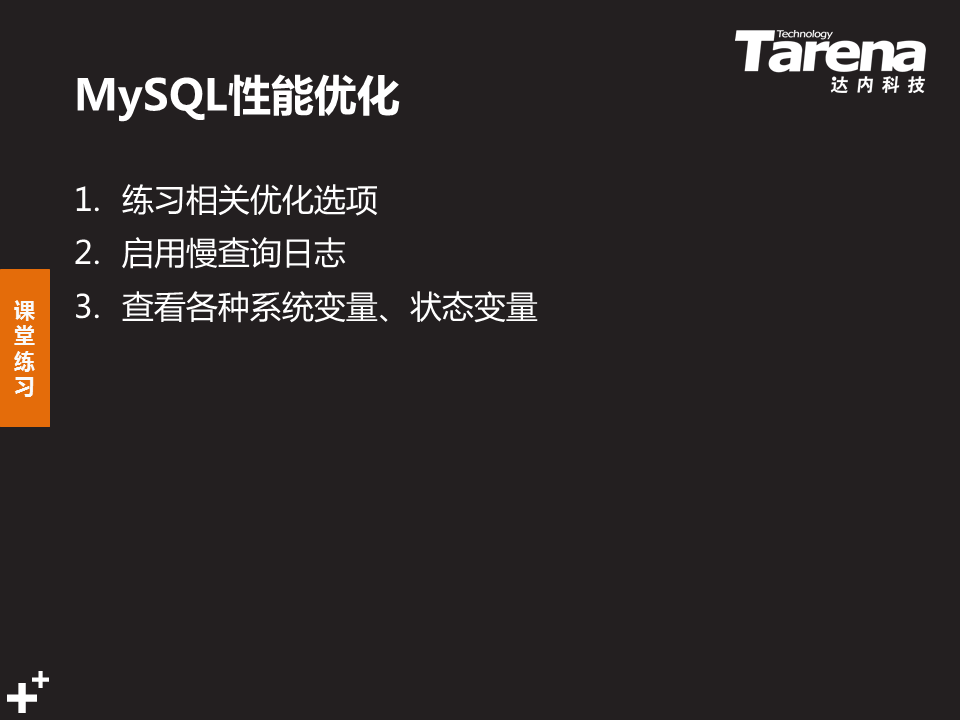 Technology
Tarena
达内科技
MySQL性能优化
1. 练习相关优化选项
2. 启用慢查询日志
3. 查看各种系统变量、状态变量
课堂练习